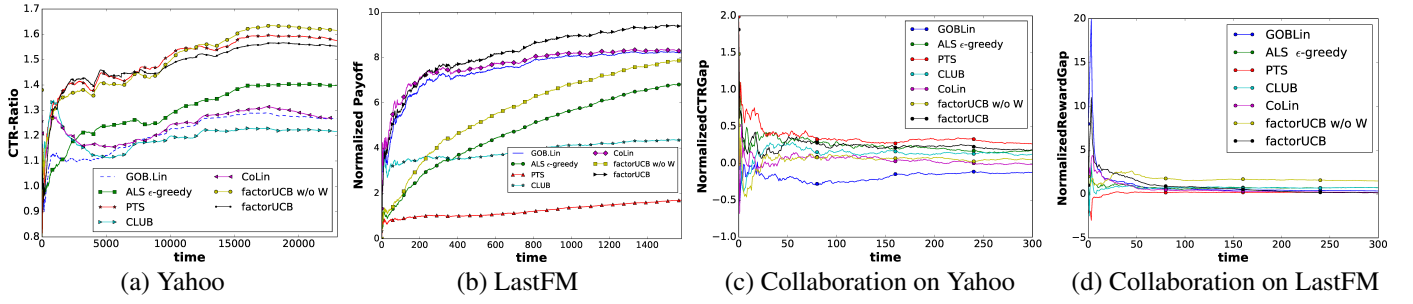 CTR-Ratio
1.7
1.6
1.5
1.4
1.3
1.2
1.1
1.0
0.9
0.8
0 5000 10000 15000 20000
time
GOB.Lin
ALS ϵ-greedy
PTS
CLUB
CoLin
factorUCB w/o W
factorUCB
(a) Yahoo
Normalized Payoff
10
8
6
4
2
0
0 200 400 600 800 1000 1200 1400
time
GOB.Lin
ALS ϵ-greedy
PTS
CLUB
CoLin
factorUCB w/o W
factorUCB
(b) LastFM
NormalizedCTRGap
2.0
1.5
1.0
0.5
0.0
−0.5
−1.0
0 50 100 150 200 250 300
time
GOBLin
ALS ϵ-greedy
PTS
CLUB
CoLin
factorUCB w/o W
factorUCB
(c) Collaboration on Yahoo
NormalizedRewardGap
20
15
10
5
0
−5
0 50 100 150 200 250 300
time
GOBLin
ALS ϵ-greedy
PTS
CLUB
CoLin
factorUCB w/o W
factorUCB
(d) Collaboration on LastFM